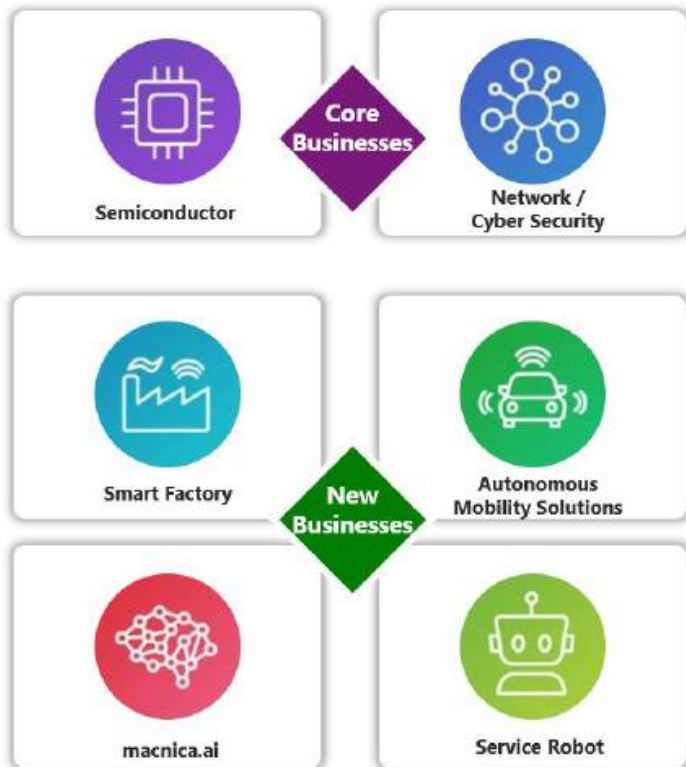 Core
Businesses
Semiconductor
Network /
Cyber Security
Smart Factory
Autonomous
Mobility Solutions
New
Businesses
macnica.ai
Service Robot